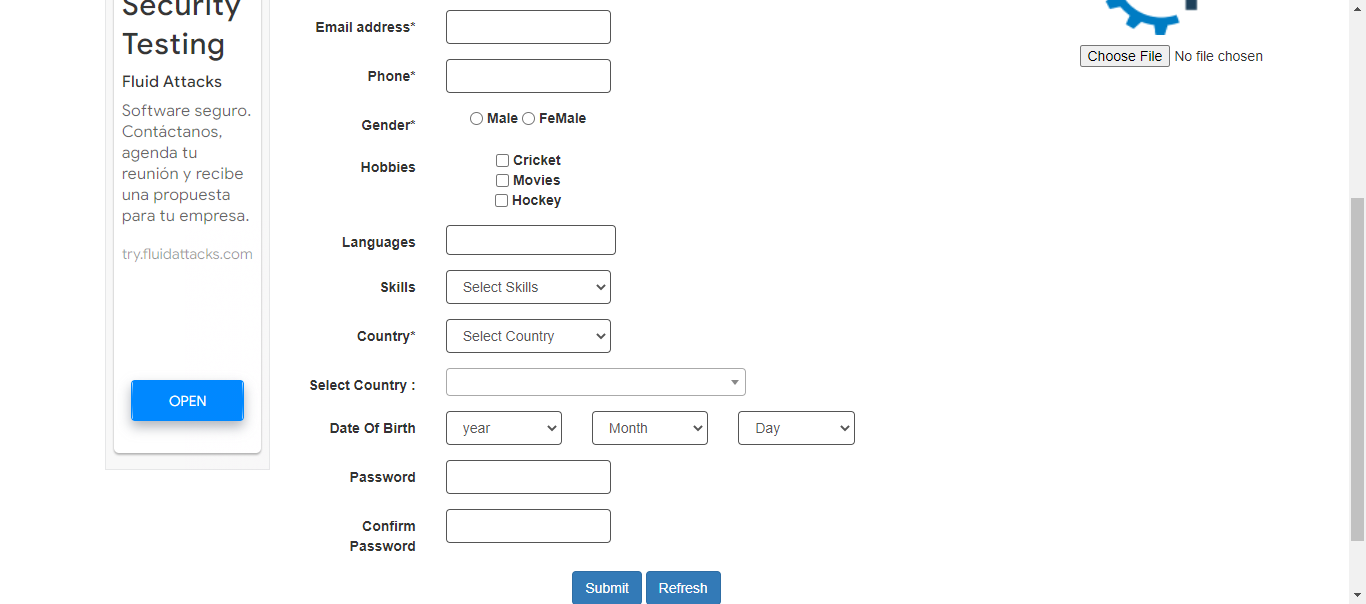 Security
Testing
Fluid Attacks
Software seguro.
Contáctanos,
agenda tu
reunión y recibe
una propuesta
para tu empresa.
try.fluidattacks.com
OPEN
Email address*
Phone*
Gender* Male FeMale
Hobbies Cricket
Movies
Hockey
Languages
Skills Select Skills
Country* Select Country
Select Country :
Date Of Birth year Month Day
Password
Confirm
Password
Submit Refresh
Choose File No file chosen